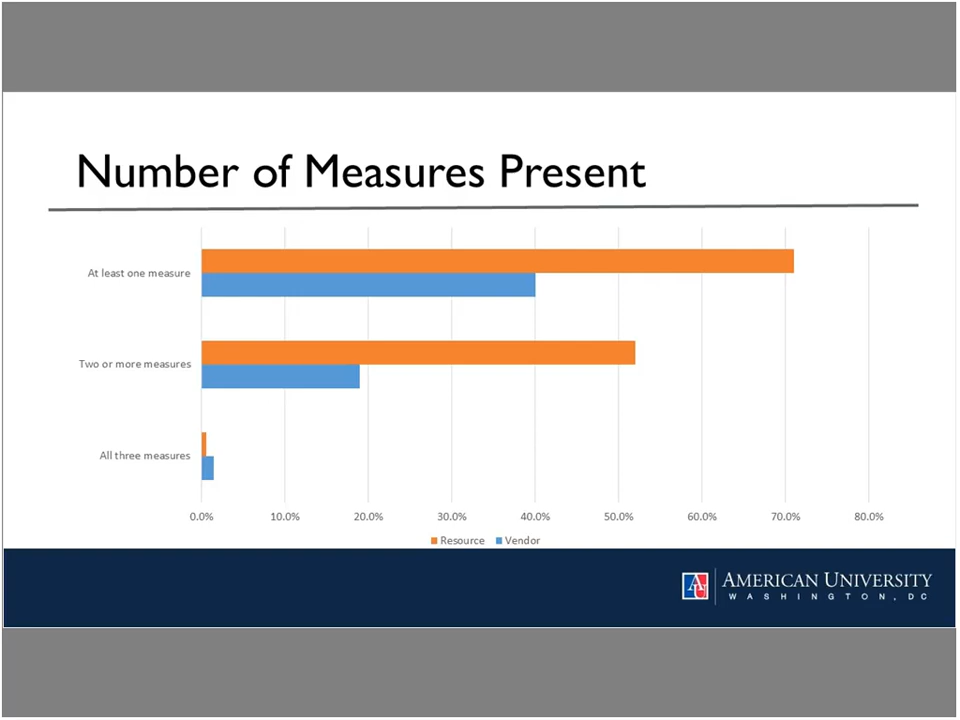 Number of Measures Present
At least one measure
Two or more measures
All three measures
0.0% 10.0% 20.0% 30.0% 40.0% 50.0% 60.0% 70.0% 80.0%
Resource Vendor
AU AMERICAN UNIVERSITY
WASHINGTON, DC